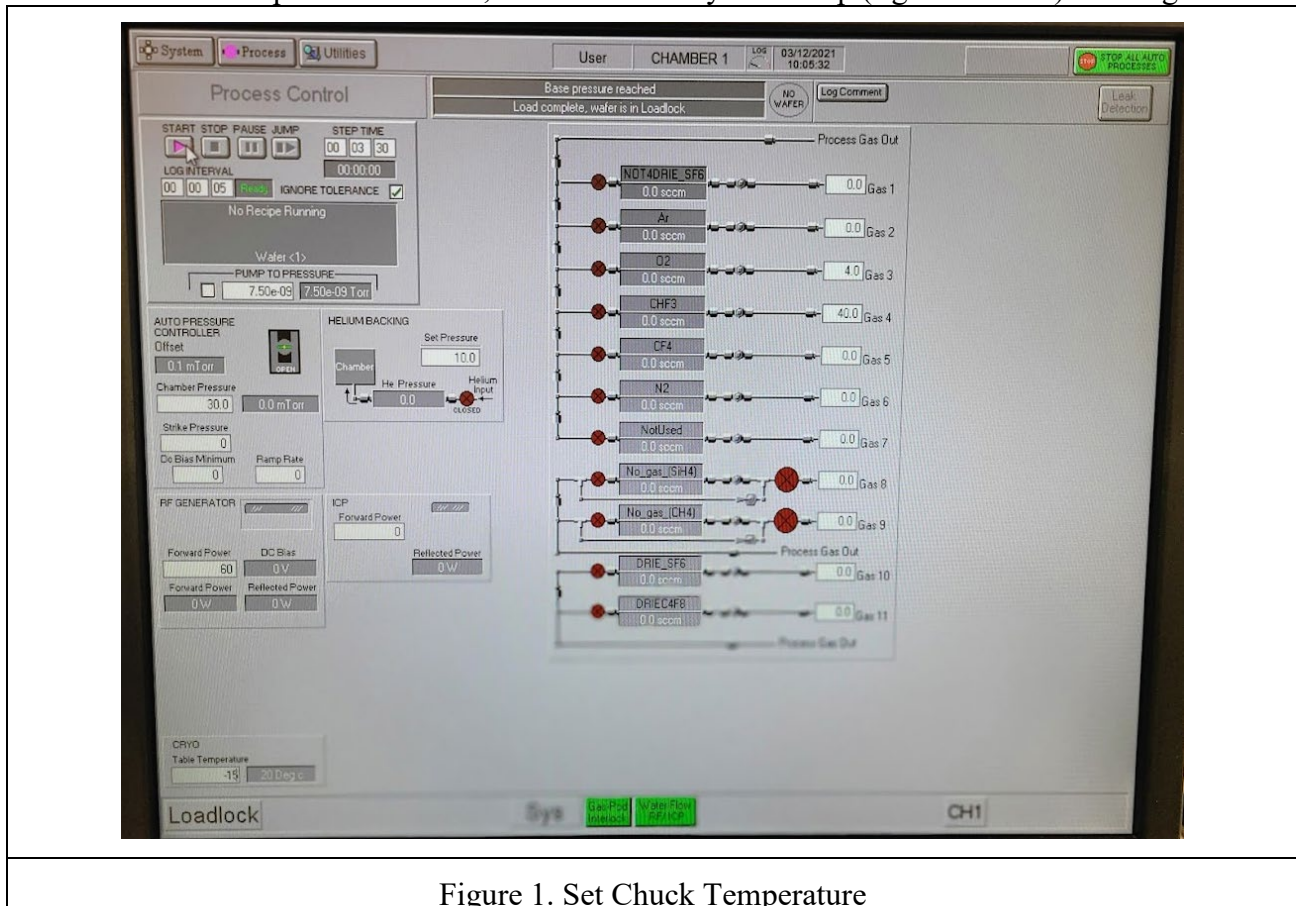 System Process Utilities
User CHAMBER 1 LOG 03/12/2021 10:05:32
STOP STOP ALL AUTO PROCESSES
Process Control
Base pressure reached
Load complete, wafer is in Loadlock
NO WAFER
Log Comment
Leak Detection
START STOP PAUSE JUMP STEP TIME
00 03 30
00:00:00
LOG INTERVAL
00 00 05 Ready IGNORE TOLERANCE
No Recipe Running
Wafer <1>
PUMP TO PRESSURE
7.50e-09 7.50e-09 Torr
AUTO PRESSURE CONTROLLER
Offset
0.1 mTorr OPEN
Chamber Pressure
30.0 0.0 mTorr
Strike Pressure
0
Dc Bias Minimum Ramp Rate
0 0
HELIUM BACKING
Set Pressure
10.0
Chamber
He Pressure
0.0
Helium Input
CLOSED
RF GENERATOR
Forward Power DC Bias
60 0 V
Forward Power Reflected Power
0 W 0 W
ICP
Forward Power
0
Reflected Power
0 W
Process Gas Out
NOT4DRIE_SF6
0.0 sccm 0.0 Gas 1
Ar
0.0 sccm 0.0 Gas 2
O2
0.0 sccm 4.0 Gas 3
CHF3
0.0 sccm 40.0 Gas 4
CF4
0.0 sccm 0.0 Gas 5
N2
0.0 sccm 0.0 Gas 6
NotUsed
0.0 sccm 0.0 Gas 7
No_gas_(SiH4)
0.0 sccm 0.0 Gas 8
No_gas_(CH4)
0.0 sccm 0.0 Gas 9
Process Gas Out
DRIE_SF6
0.0 sccm 0.0 Gas 10
DRIEC4F8
0.0 sccm 0.0 Gas 11
Process Gas Out
CRYO
Table Temperature
-15 20 Deg c
Loadlock Sys Gas Pod Interlock Water Flow RF/ICP CH1
Figure 1. Set Chuck Temperature